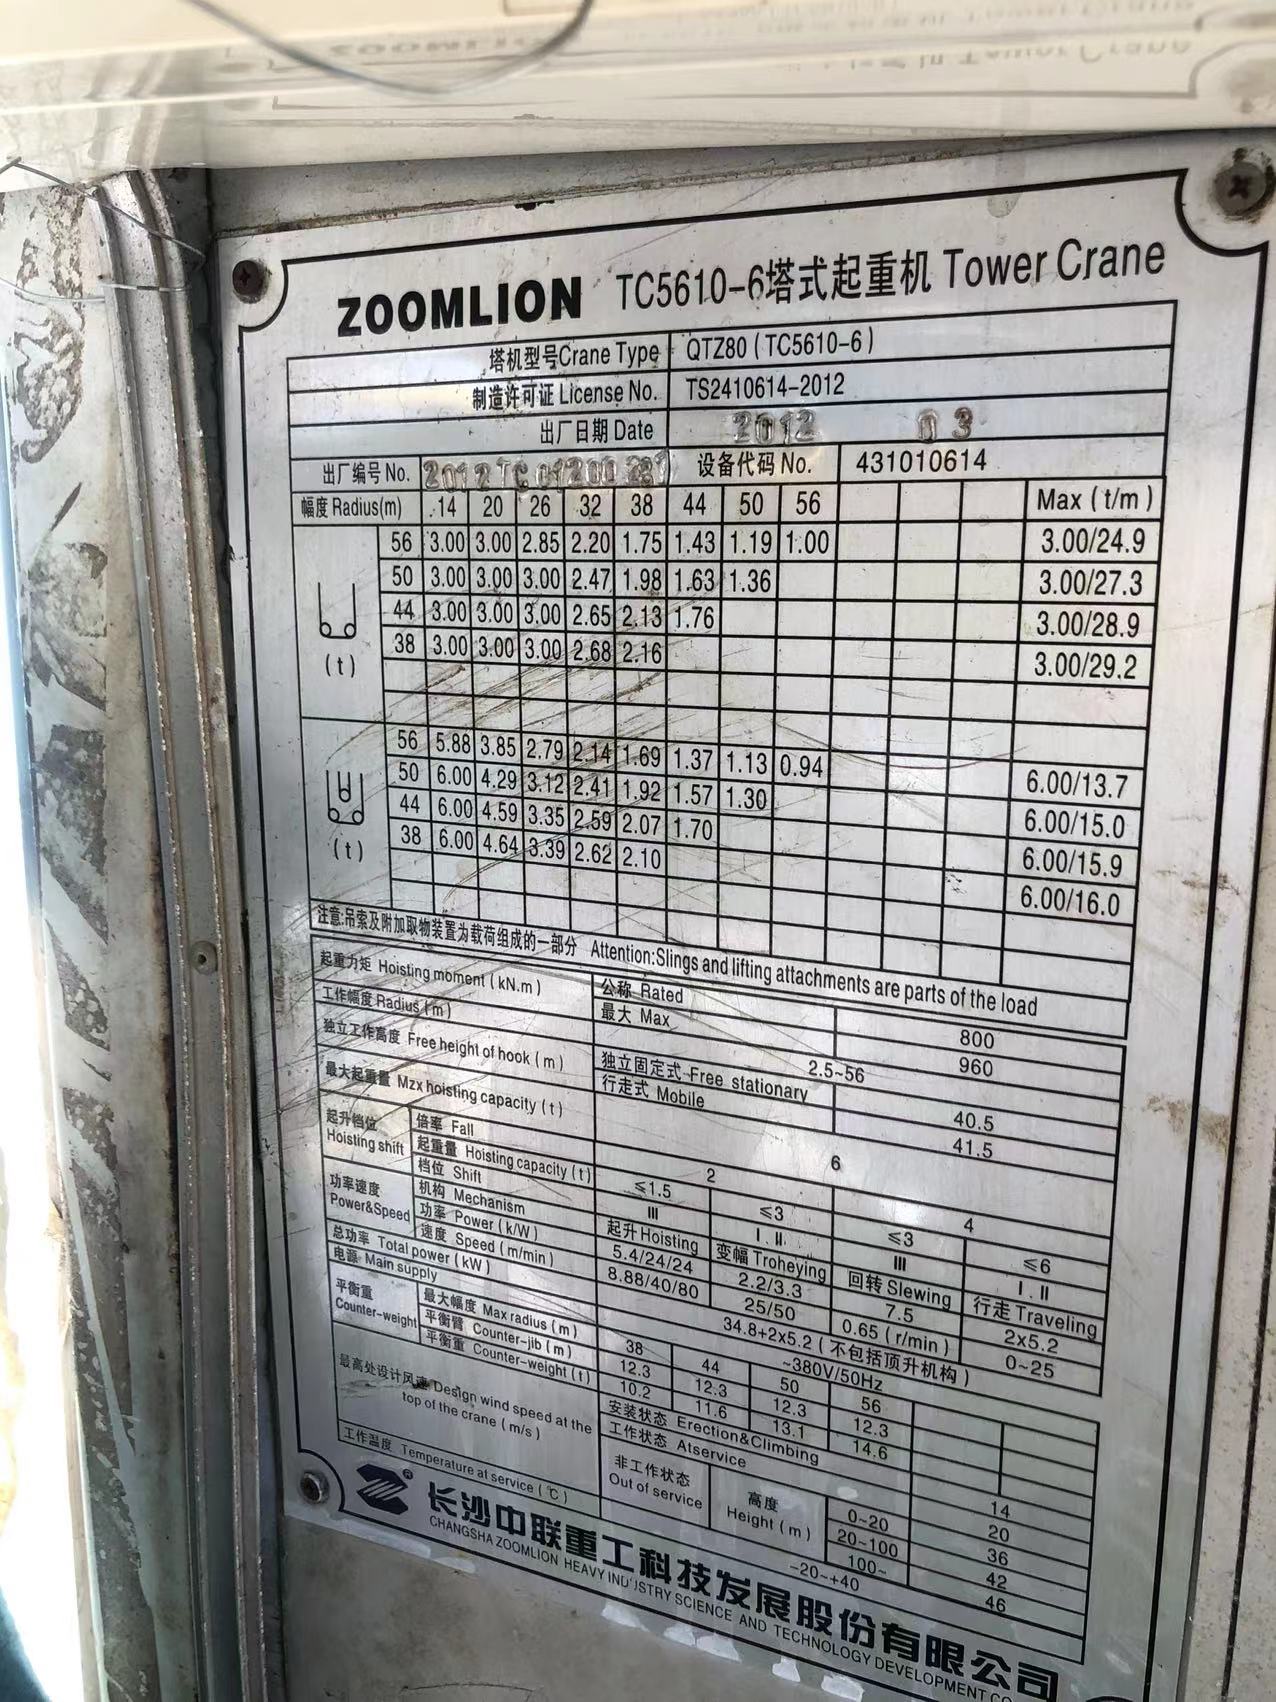 ZOOMLION TC5610-6塔式起重机 Tower Crane
塔机型号Crane Type QTZ80(TC5610-6)
制造许可证 License No. TS2410614-2012
出厂日期 Date 2012 03
出厂编号 No. 设备代码 No. 431010614
幅度 Radius(m) 14 20 26 32 38 44 50 56 Max(t/m)
56 3.00 3.00 2.85 2.20 1.75 1.43 1.19 1.00 3.00/24.9
50 3.00 3.00 3.00 2.47 1.98 1.63 1.36 3.00/27.3
44 3.00 3.00 3.00 2.65 2.13 1.76 3.00/28.9
38 3.00 3.00 3.00 2.68 2.16 3.00/29.2
(t)
56 5.88 3.85 2.79 2.14 1.69 1.37 1.13 0.94 6.00/13.7
50 6.00 4.29 3.12 2.41 1.92 1.57 1.30 6.00/15.0
44 6.00 4.59 3.35 2.59 2.07 1.70 6.00/15.9
38 6.00 4.64 3.39 2.62 2.10 6.00/16.0
(t)
注意:吊索及附加取物装置为载荷组成的一部分 Attention:Slings and lifting attachments are parts of the load
起重力矩 Hoisting moment(kN.m) 公称 Rated 800
最大 Max 960
工作幅度 Radius(m) 2.5~56
独立工作高度 Free height of hook(m) 独立固定式 Free stationary 40.5
行走式 Mobile 41.5
最大起重量 Mzx hoisting capacity(t) 6
起升档位 Hoisting shift 倍率 Fall 2 4
起重量 Hoisting capacity(t) ≤1.5 ≤3 ≤3 ≤6
档位 Shift III I.II III I.II
功率速度 Power&Speed 机构 Mechanism 起升 Hoisting 变幅 Troheying 回转 Slewing 行走 Traveling
功率 Power(k/W) 5.4/24/24 2.2/3.3 7.5 2x5.2
速度 Speed(m/min) 8.88/40/80 25/50 0.65(r/min) 0~25
总功率 Total power(kW) 34.8+2x5.2(不包括顶升机构)
电源 Main supply ~380V/50Hz
平衡重 Counter-weight 最大幅度 Max radius(m) 38 44 50 56
平衡臂 Counter-jib(m) 12.3 12.3 12.3 12.3
平衡重 Counter-weight(t) 10.2 11.6 13.1 14.6
最高处设计风速 Design wind speed at the top of the crane(m/s) 安装状态 Erection&Climbing 14
工作状态 Atservice 20
非工作状态 Out of service 高度 Height(m) 0~20 36
20~100 42
100~ 46
工作温度 Temperature at service(℃) -20~+40
长沙中联重工科技发展股份有限公司
CHANGSHA ZOOMLION HEAVY INDUSTRY SCIENCE AND TECHNOLOGY DEVELOPMENT CO